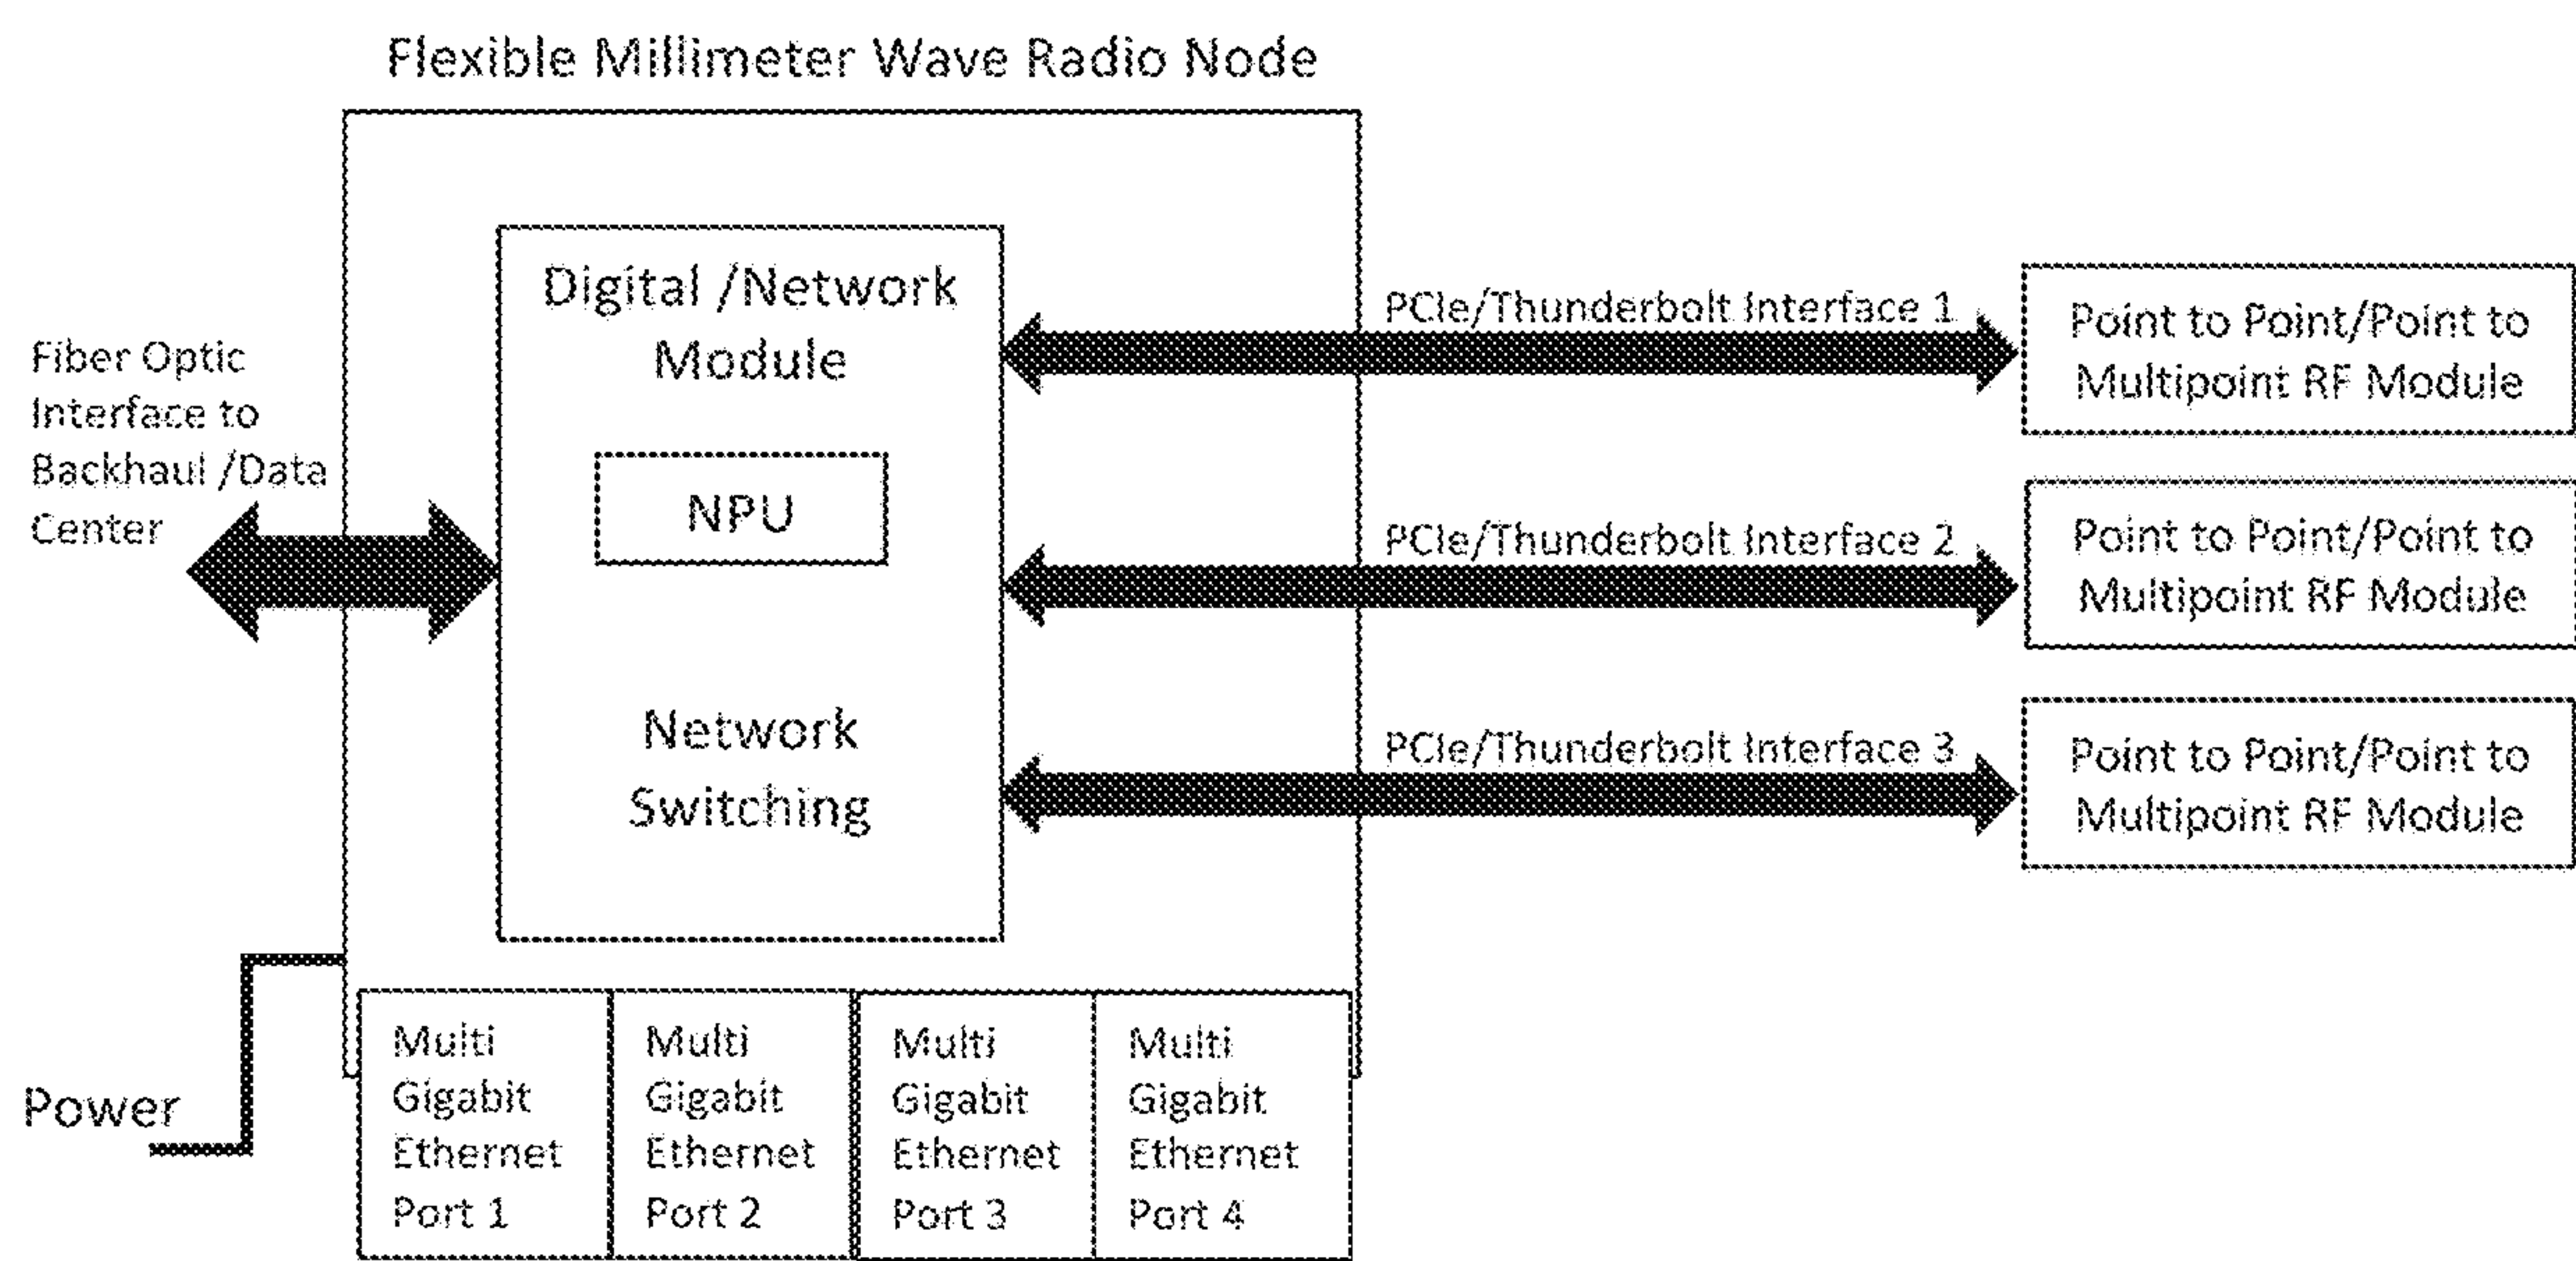 Flexible Millimeter Wave Radio Node
Fiber Optic
Interface to
Backhaul /Data
Center
Digital /Network
Module
NPU
Network
Switching
PCIe/Thunderbolt Interface 1
Point to Point/Point to
Multipoint RF Module
PCIe/Thunderbolt Interface 2
Point to Point/Point to
Multipoint RF Module
PCIe/Thunderbolt Interface 3
Point to Point/Point to
Multipoint RF Module
Power
Multi
Gigabit
Ethernet
Port 1
Multi
Gigabit
Ethernet
Port 2
Multi
Gigabit
Ethernet
Port 3
Multi
Gigabit
Ethernet
Port 4